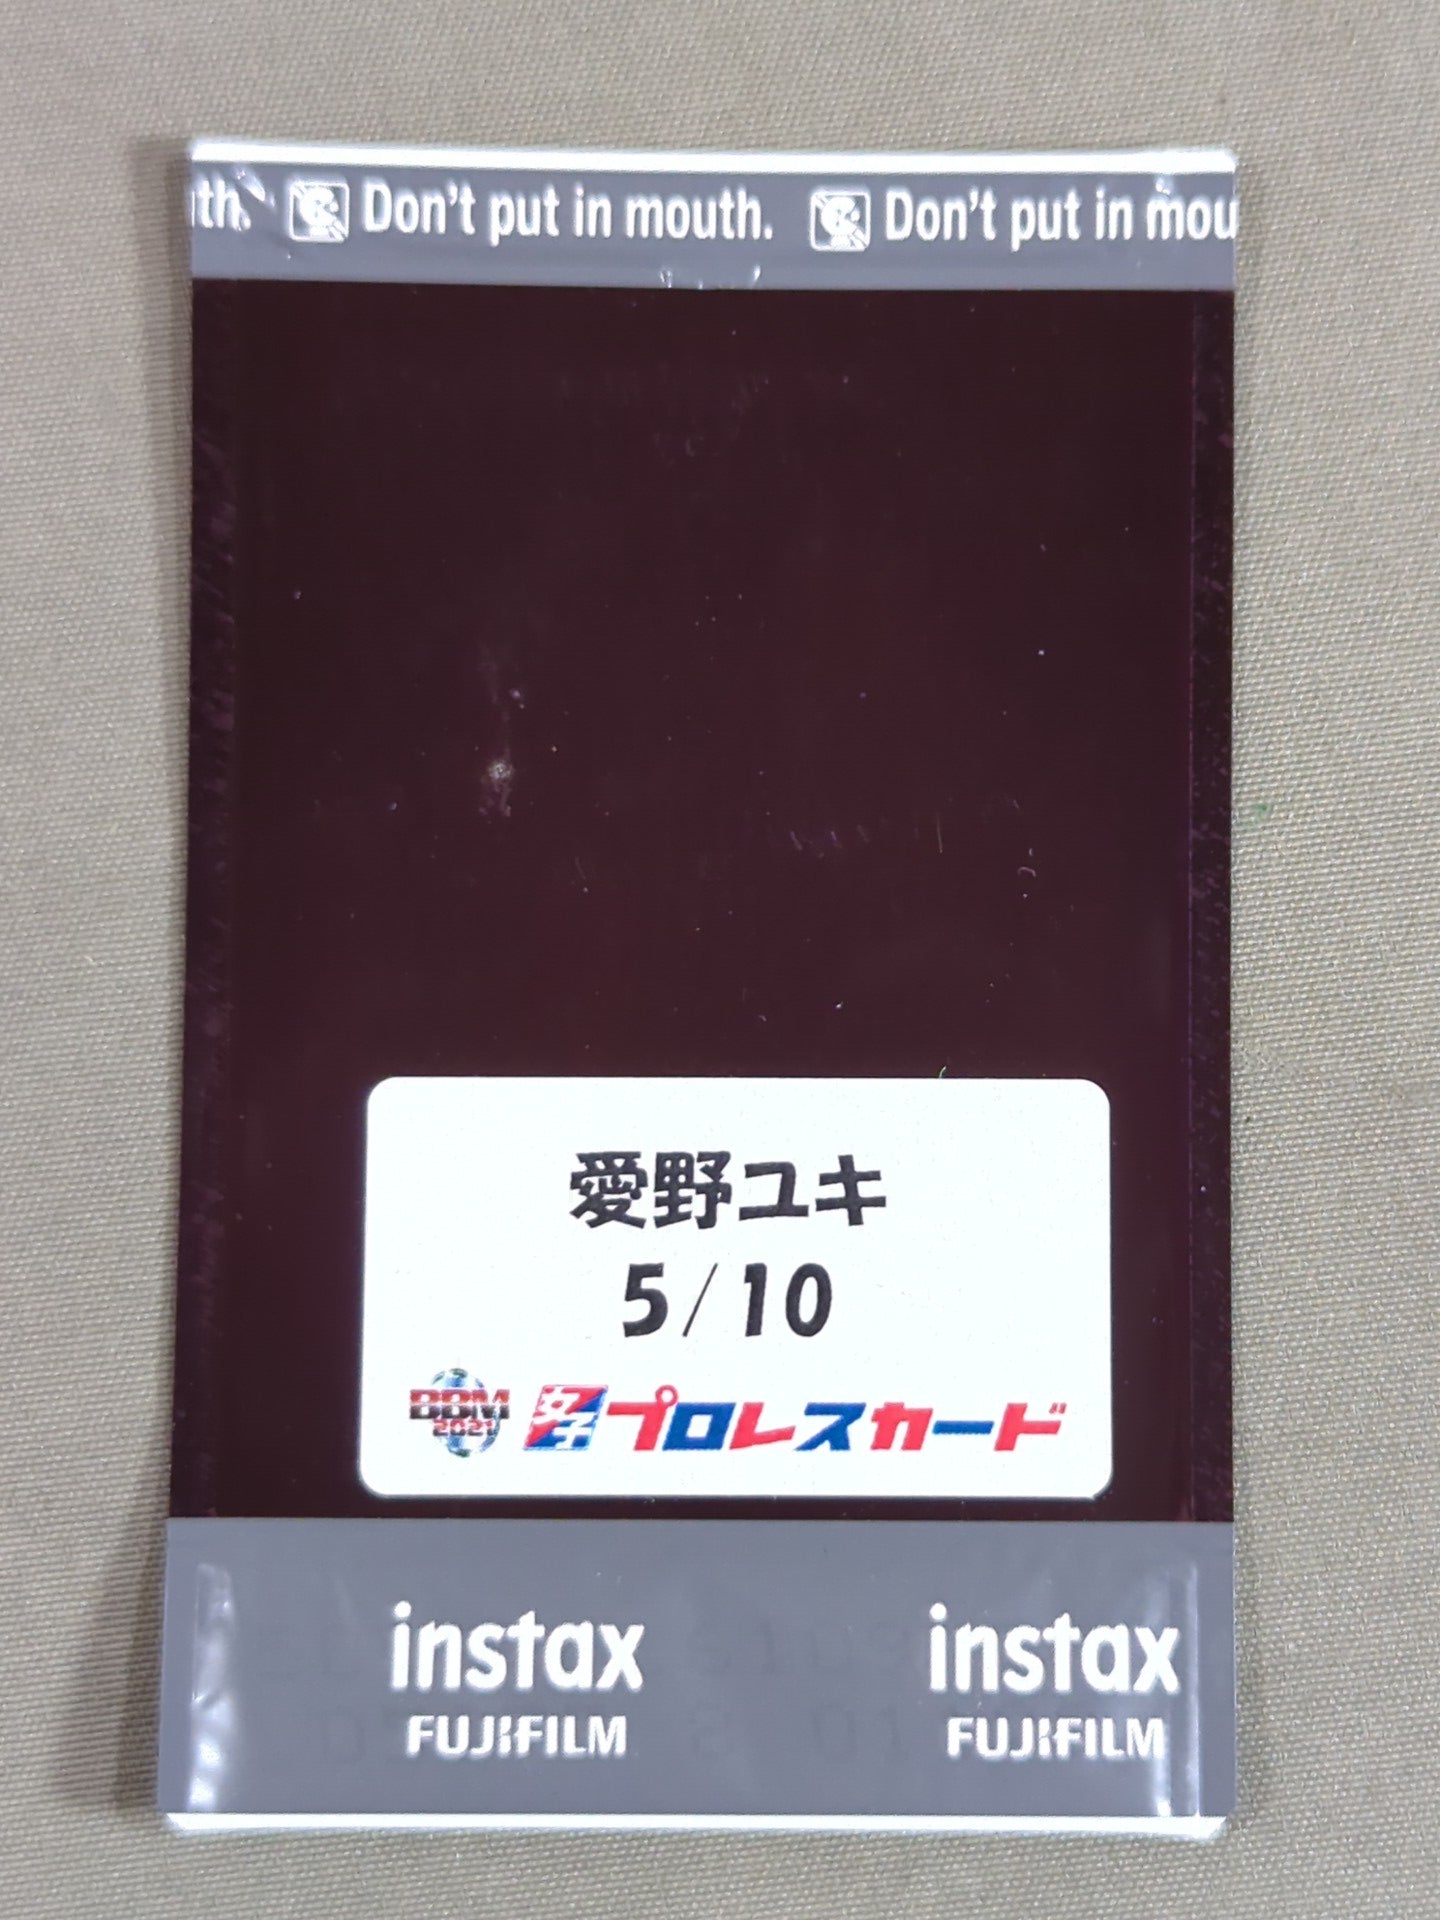 th. Don't put in mouth. Don't put in mou
愛野ユキ
5/10
BBM 2021 女子プロレスカード
instax instax
FUJIFILM FUJIFILM